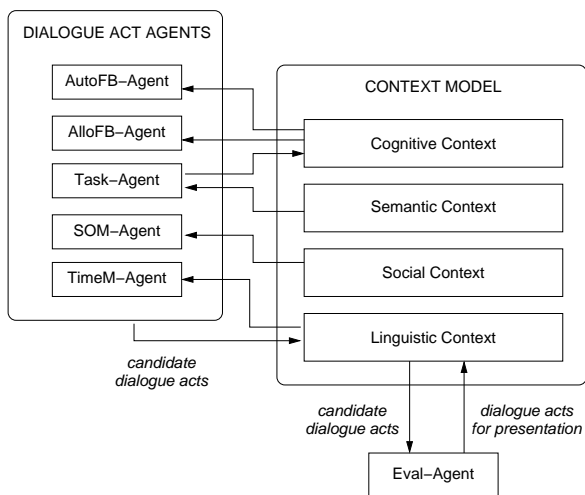 DIALOGUE ACT AGENTS
AutoFB−Agent
AlloFB−Agent
Task−Agent
SOM−Agent
TimeM−Agent
candidate
dialogue acts
CONTEXT MODEL
Cognitive Context
Semantic Context
Social Context
Linguistic Context
candidate
dialogue acts
dialogue acts
for presentation
Eval−Agent